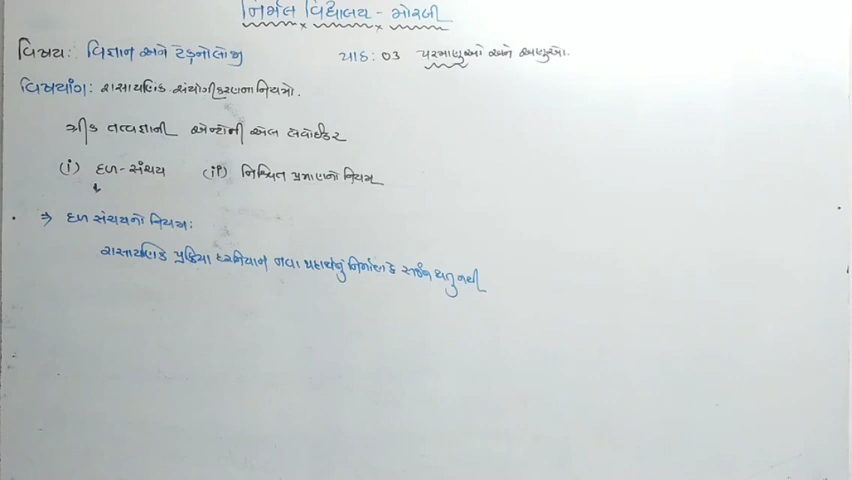 નિર્મલ વિદ્યાલય - મોરબી
વિષય: વિજ્ઞાન અને ટેક્નોલોજી પાઠ: 03 પરમાણુઓ અને અણુઓ.
વિષયાંગ: રાસાયણિક સંયોગીકરણના નિયમો.
ગ્રીક તત્વજ્ઞાની એન્ટોની એલ લેવોઈઝર
(i) દળ-સંચય (ii) નિશ્ચિત પ્રમાણનો નિયમ
⇒ દળ સંચયનો નિયમ:
રાસાયણિક પ્રક્રિયા દરમિયાન નવા પદાર્થનું નિર્માણ કે સર્જન થતુ નથી